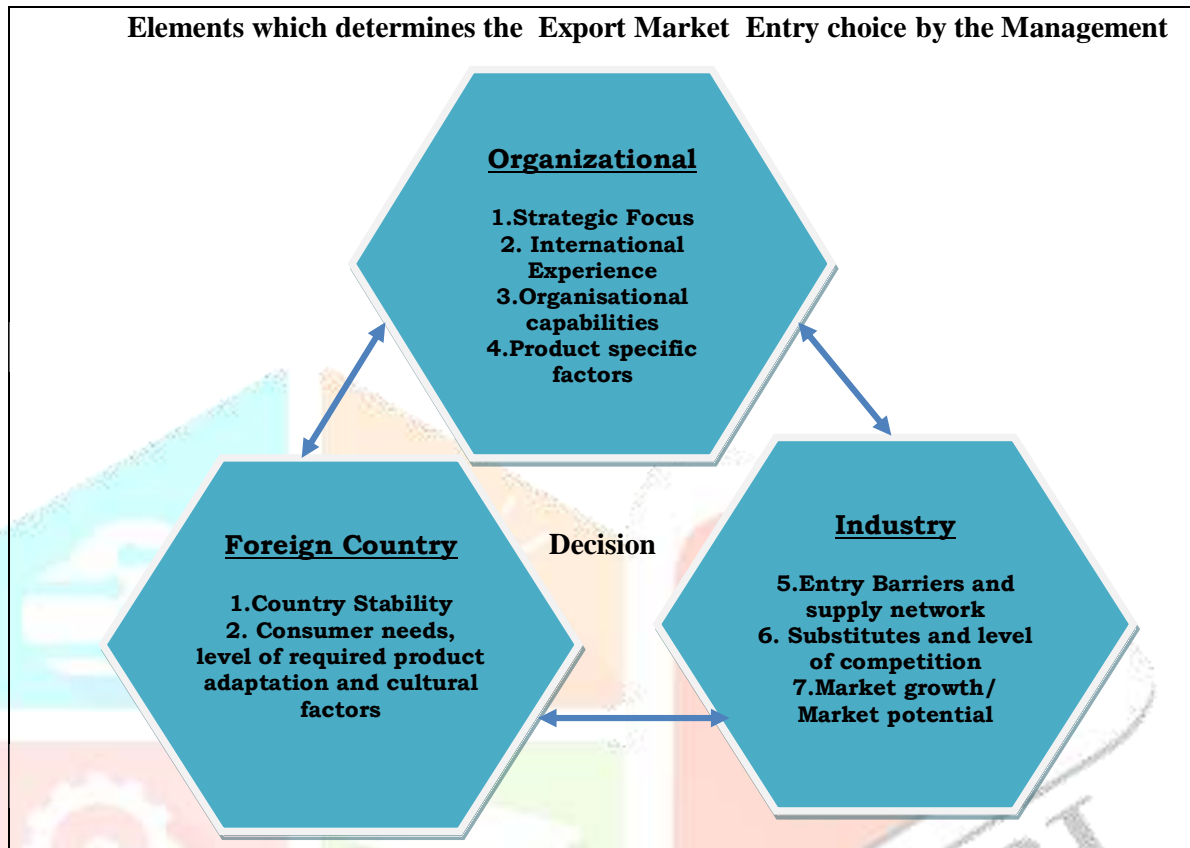 Elements which determines the Export Market Entry choice by the Management
Organizational
1.Strategic Focus
2. International
Experience
3.Organisational
capabilities
4.Product specific
factors
Foreign Country
1.Country Stability
2. Consumer needs,
level of required product
adaptation and cultural
factors
Decision
Industry
5.Entry Barriers and
supply network
6. Substitutes and level
of competition
7.Market growth/
Market potential